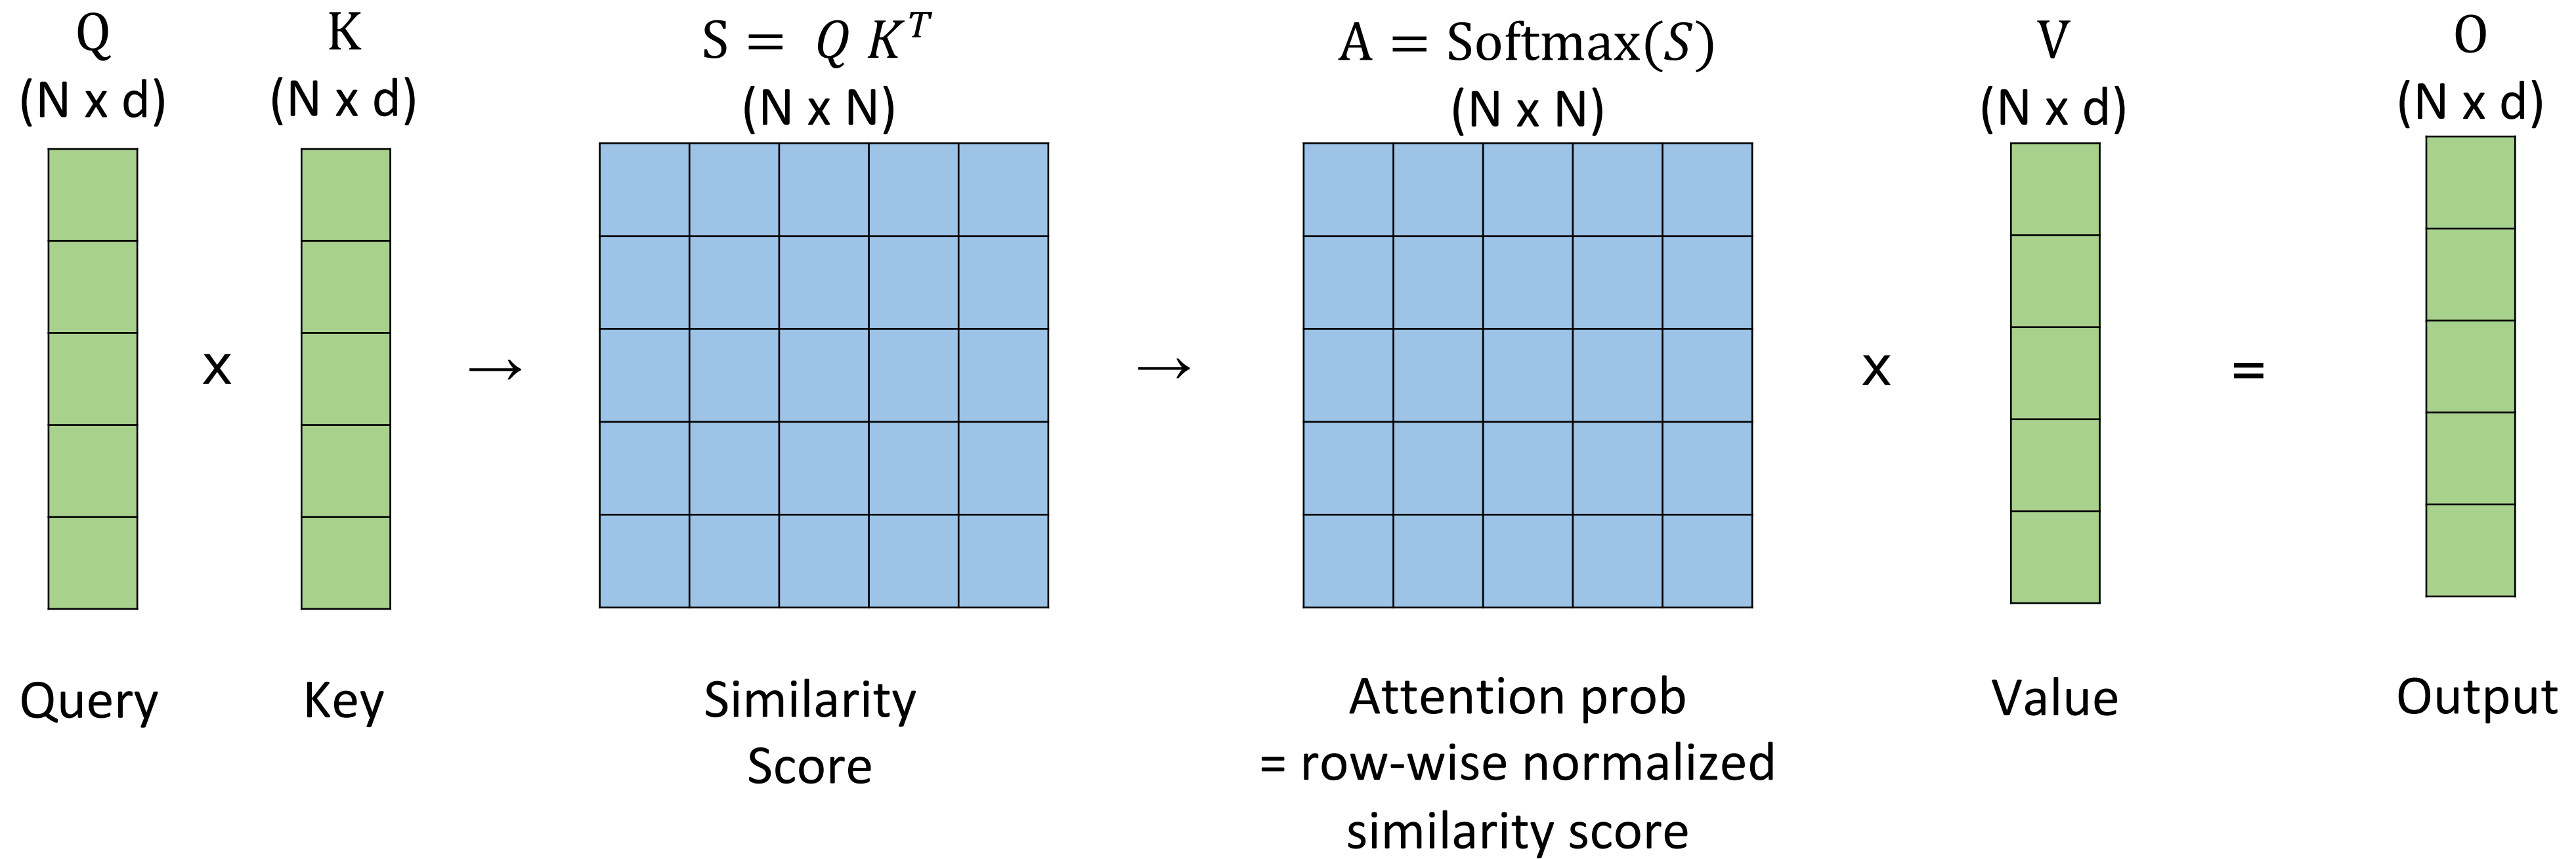 Q
(N x d)
K
(N x d)
S = Q K^T
(N x N)
A = Softmax(S)
(N x N)
V
(N x d)
O
(N x d)
x
→
→
x
=
Query
Key
Similarity
Score
Attention prob
= row-wise normalized
similarity score
Value
Output